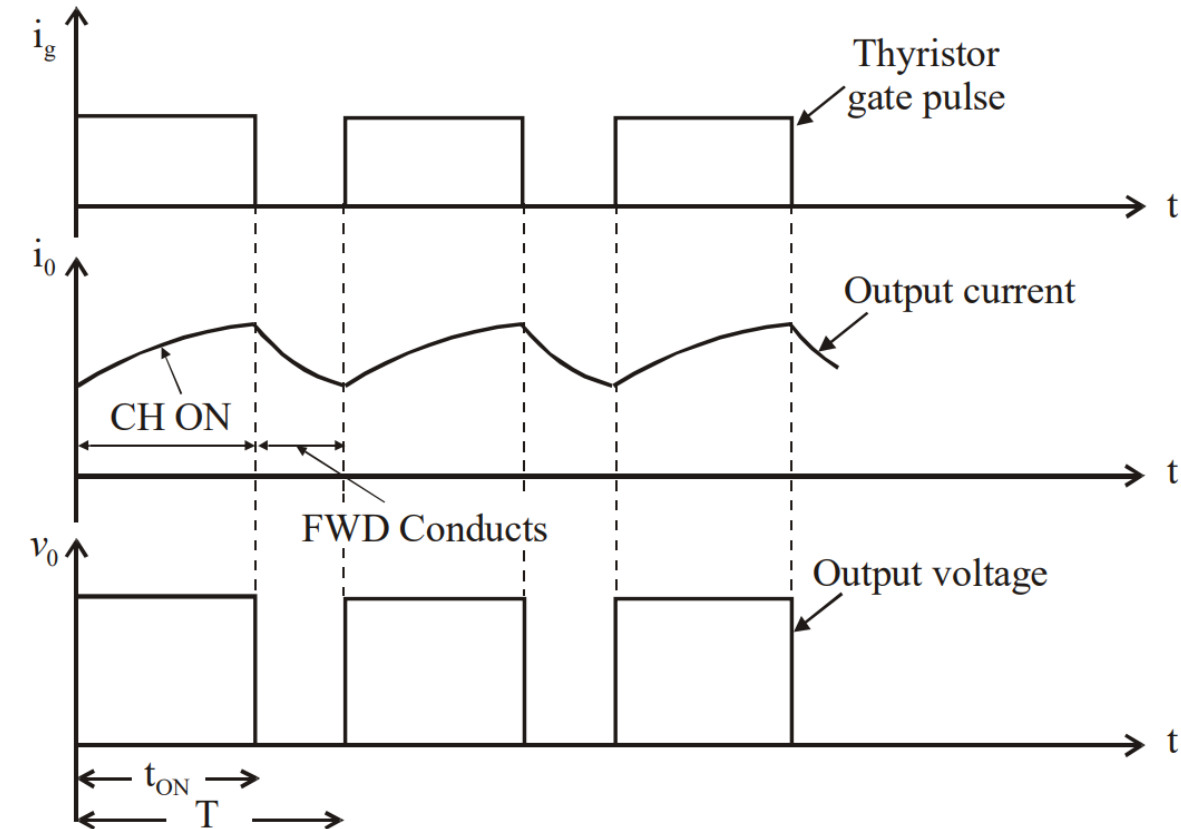 i_g
Thyristor
gate pulse
t
i_0
Output current
CH ON
t
FWD Conducts
v_0
Output voltage
t
t_ON
T